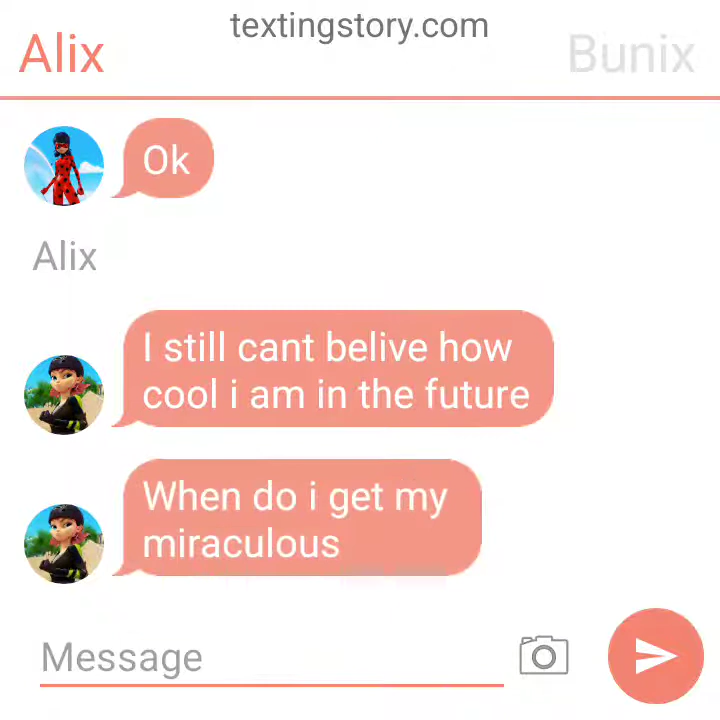 textingstory.com
Alix
Bunix
Ok
Alix
I still cant belive how
cool i am in the future
When do i get my
miraculous
Message